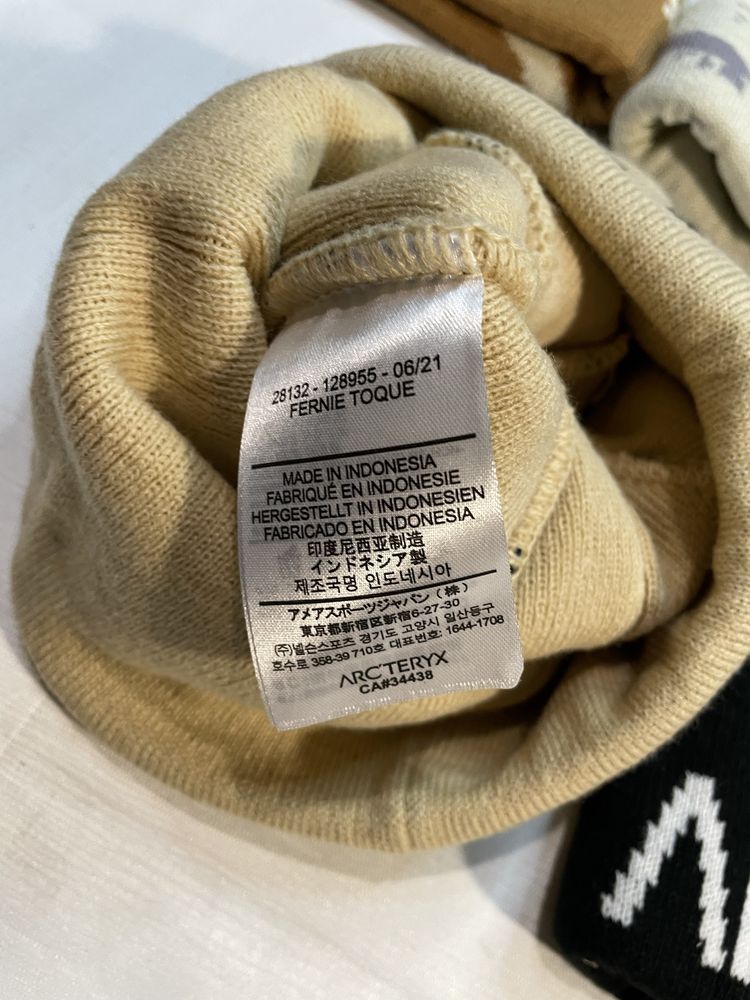 28132 - 128955 - 06/21
FERNIE TOQUE
MADE IN INDONESIA
FABRIQUÉ EN INDONESIE
HERGESTELLT IN INDONESIEN
FABRICADO EN INDONESIA
印度尼西亚制造
インドネシア製
제조국명 인도네시아
アメアスポーツジャパン(株)
東京都新宿区新宿6-27-30
(주)넬슨스포츠 경기도 고양시 일산동구
호수로 358-39 710호 대표번호: 1644-1708
ARC'TERYX
CA#34438